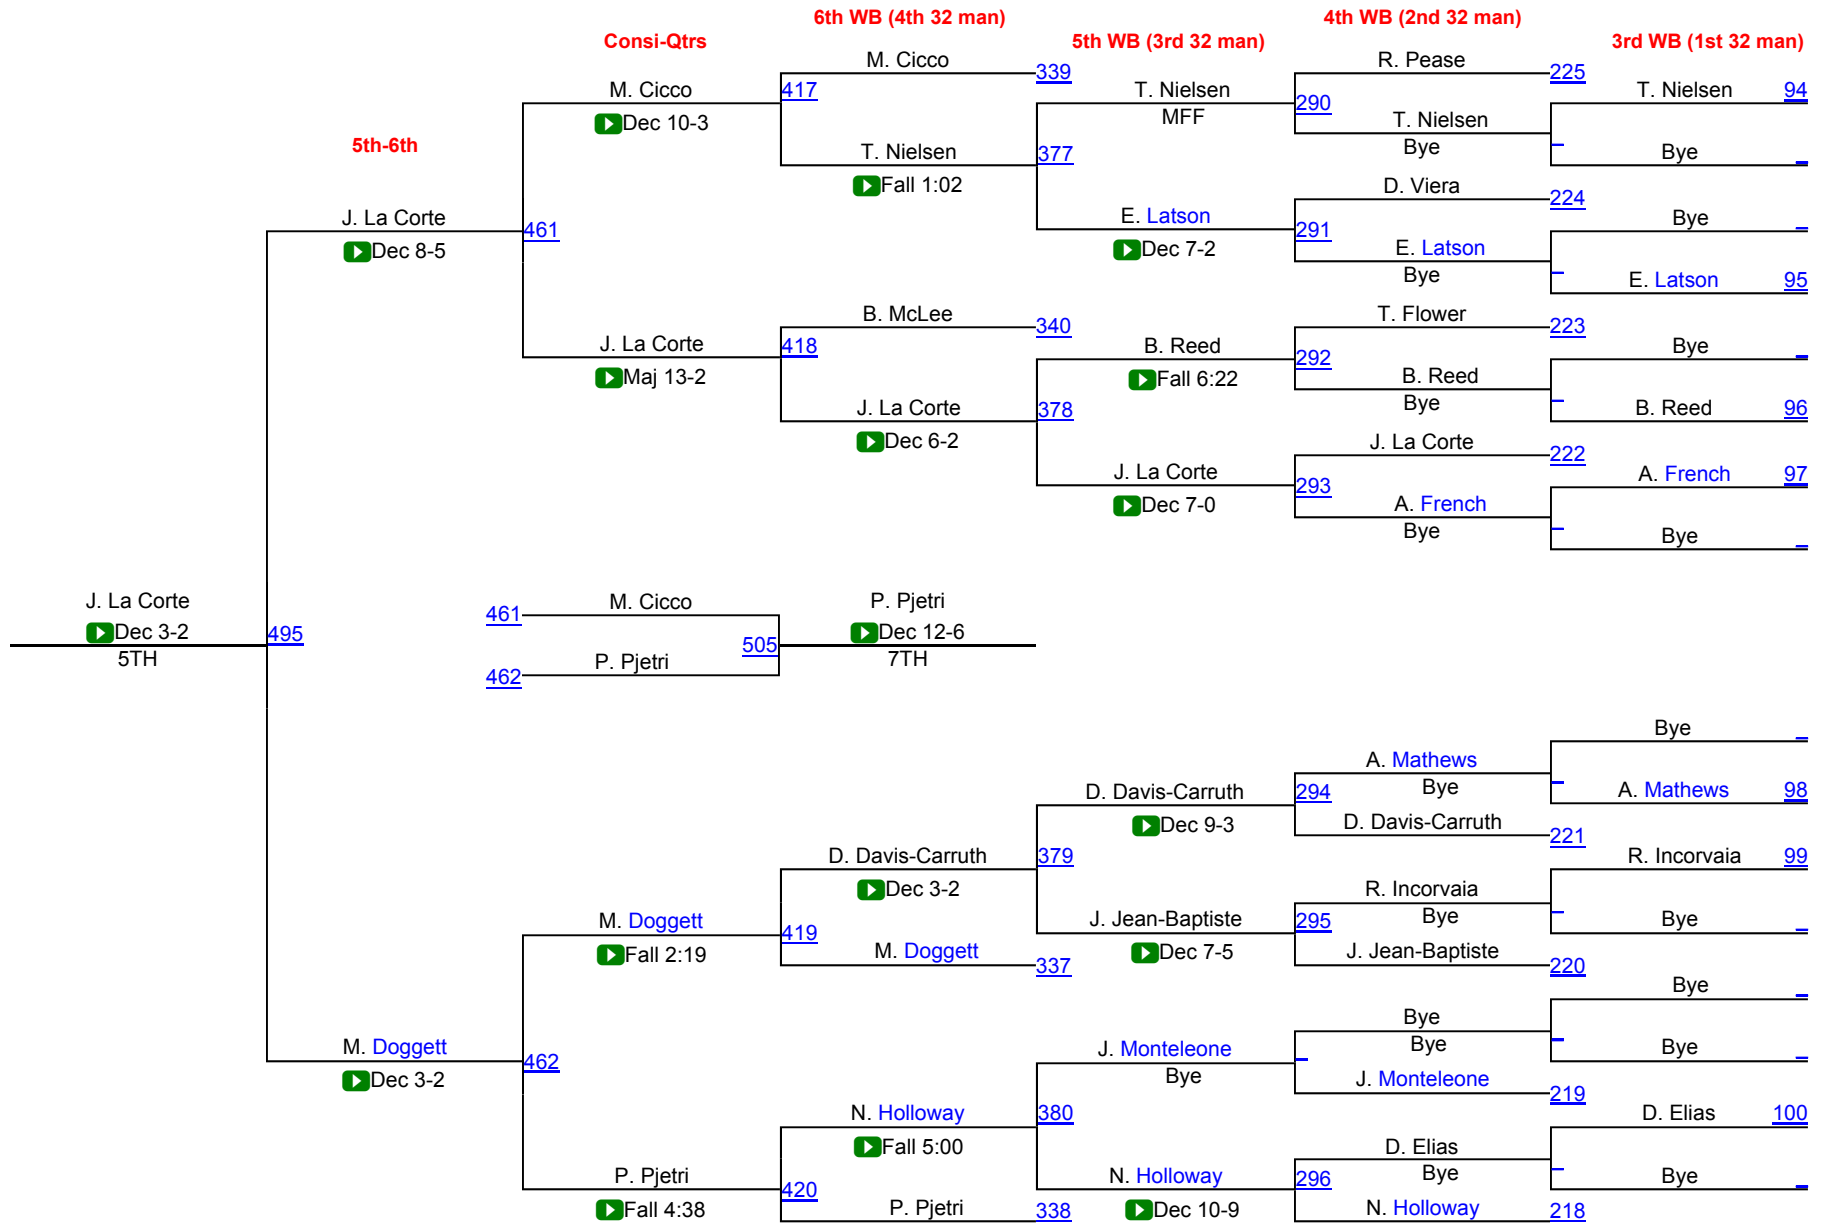 6th WB (4th 32 man)
4th WB (2nd 32 man)
Consi-Qtrs
5th WB (3rd 32 man)
3rd WB (1st 32 man)
M. Cicco
339
R. Pease
225
M. Cicco
417
T. Nielsen
290
T. Nielsen
94
Dec 10-3
MFF
T. Nielsen
Bye
5th-6th
T. Nielsen
377
Bye
Fall 1:02
D. Viera
224
J. La Corte
461
E. Latson
291
Bye
Dec 8-5
Dec 7-2
E. Latson
Bye
E. Latson
95
B. McLee
340
T. Flower
223
J. La Corte
418
B. Reed
292
Bye
Maj 13-2
Fall 6:22
B. Reed
Bye
J. La Corte
378
B. Reed
96
Dec 6-2
J. La Corte
222
J. La Corte
293
A. French
97
Dec 7-0
A. French
Bye
Bye
J. La Corte
461
M. Cicco
P. Pjetri
Dec 3-2
495
505
Dec 12-6
5TH
462
P. Pjetri
7TH
Bye
A. Mathews
Bye
D. Davis-Carruth
294
A. Mathews
98
Dec 9-3
D. Davis-Carruth
221
D. Davis-Carruth
379
R. Incorvaia
99
Dec 3-2
R. Incorvaia
M. Doggett
419
J. Jean-Baptiste
295
Bye
Bye
Fall 2:19
M. Doggett
337
Dec 7-5
J. Jean-Baptiste
220
Bye
Bye
M. Doggett
462
J. Monteleone
Bye
Bye
Dec 3-2
Bye
J. Monteleone
219
N. Holloway
380
D. Elias
100
Fall 5:00
D. Elias
P. Pjetri
420
N. Holloway
296
Bye
Bye
Fall 4:38
P. Pjetri
338
Dec 10-9
N. Holloway
218